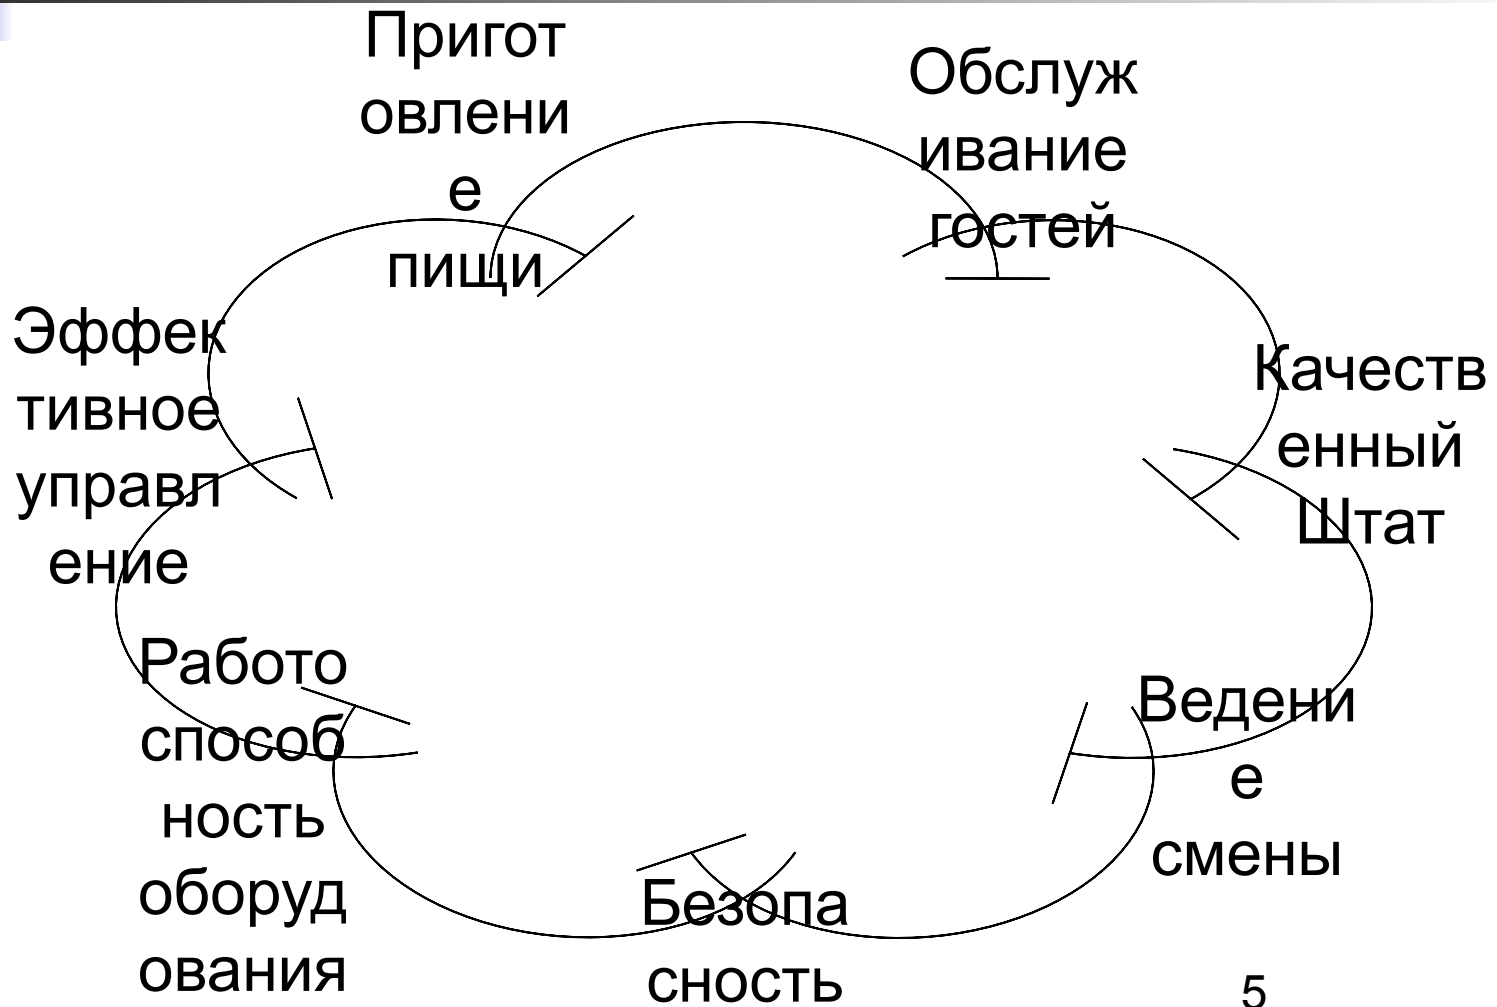 Пригот
овлени
е
пищи
Обслуж
ивание
гостей
Эффек
тивное
управл
ение
Качеств
енный
Штат
Работо
способ
ность
оборуд
ования
Ведени
е
смены
Безопа
сность
5